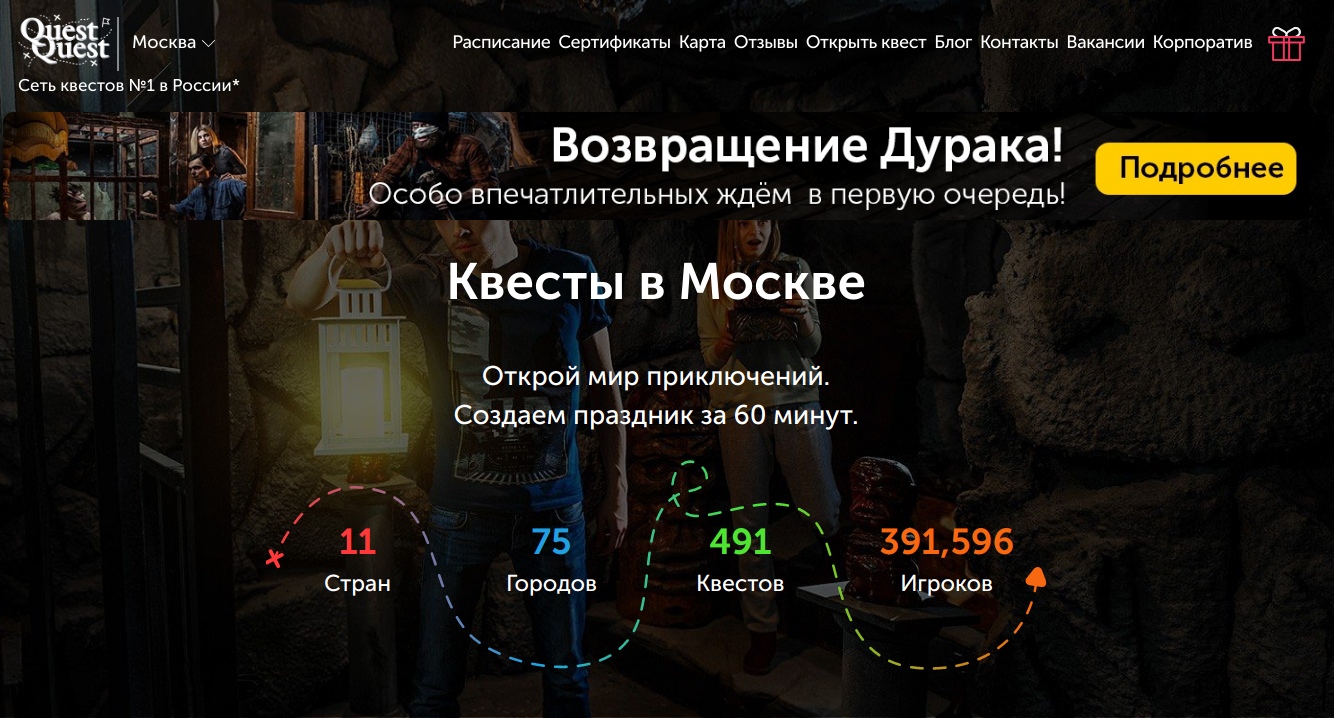 Quest
Quest
Москва
Расписание Сертификаты Карта Отзывы Открыть квест Блог Контакты Вакансии Корпоратив
Сеть квестов №1 в России*
Возвращение Дурака!
Особо впечатлительных ждём в первую очередь!
Подробнее
Квесты в Москве
Открой мир приключений.
Создаем праздник за 60 минут.
11 75 491 391,596
Стран Городов Квестов Игроков